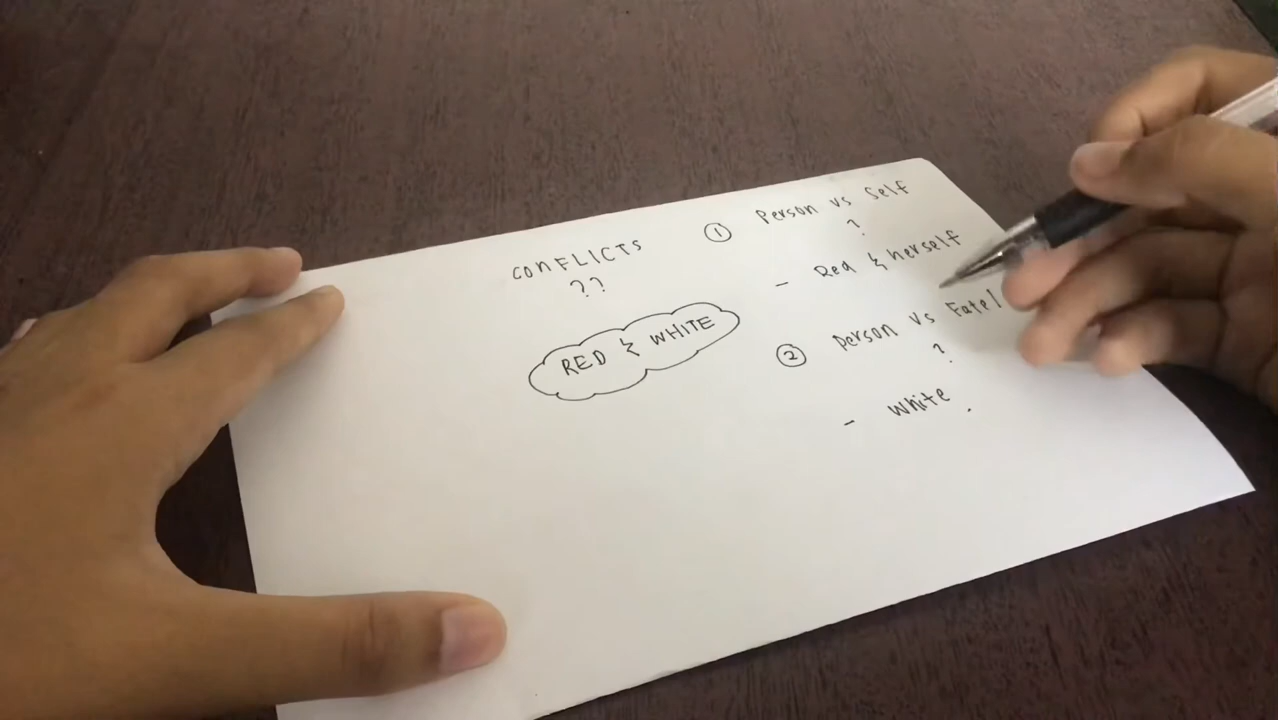 CONFLICTS
??
RED & WHITE
① Person vs Self
?
- Red & herself
② Person vs Fate
?
- White.